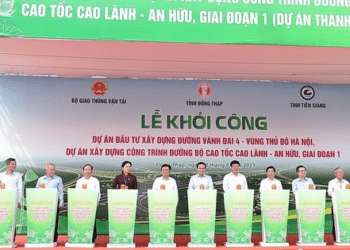 CAO TỐC CAO LÃNH - AN HỮU, GIAI ĐOẠN 1 (DỰ ÁN THÀNH
BỘ GIAO THÔNG VẬN TẢI
TỈNH ĐỒNG THÁP
TỈNH TIỀN GIANG
LỄ KHỞI CÔNG
DỰ ÁN ĐẦU TƯ XÂY DỰNG ĐƯỜNG VÀNH ĐAI 4 - VÙNG THỦ ĐÔ HÀ NỘI,
DỰ ÁN XÂY DỰNG CÔNG TRÌNH ĐƯỜNG BỘ CAO TỐC CAO LÃNH - AN HỮU, GIAI ĐOẠN 1